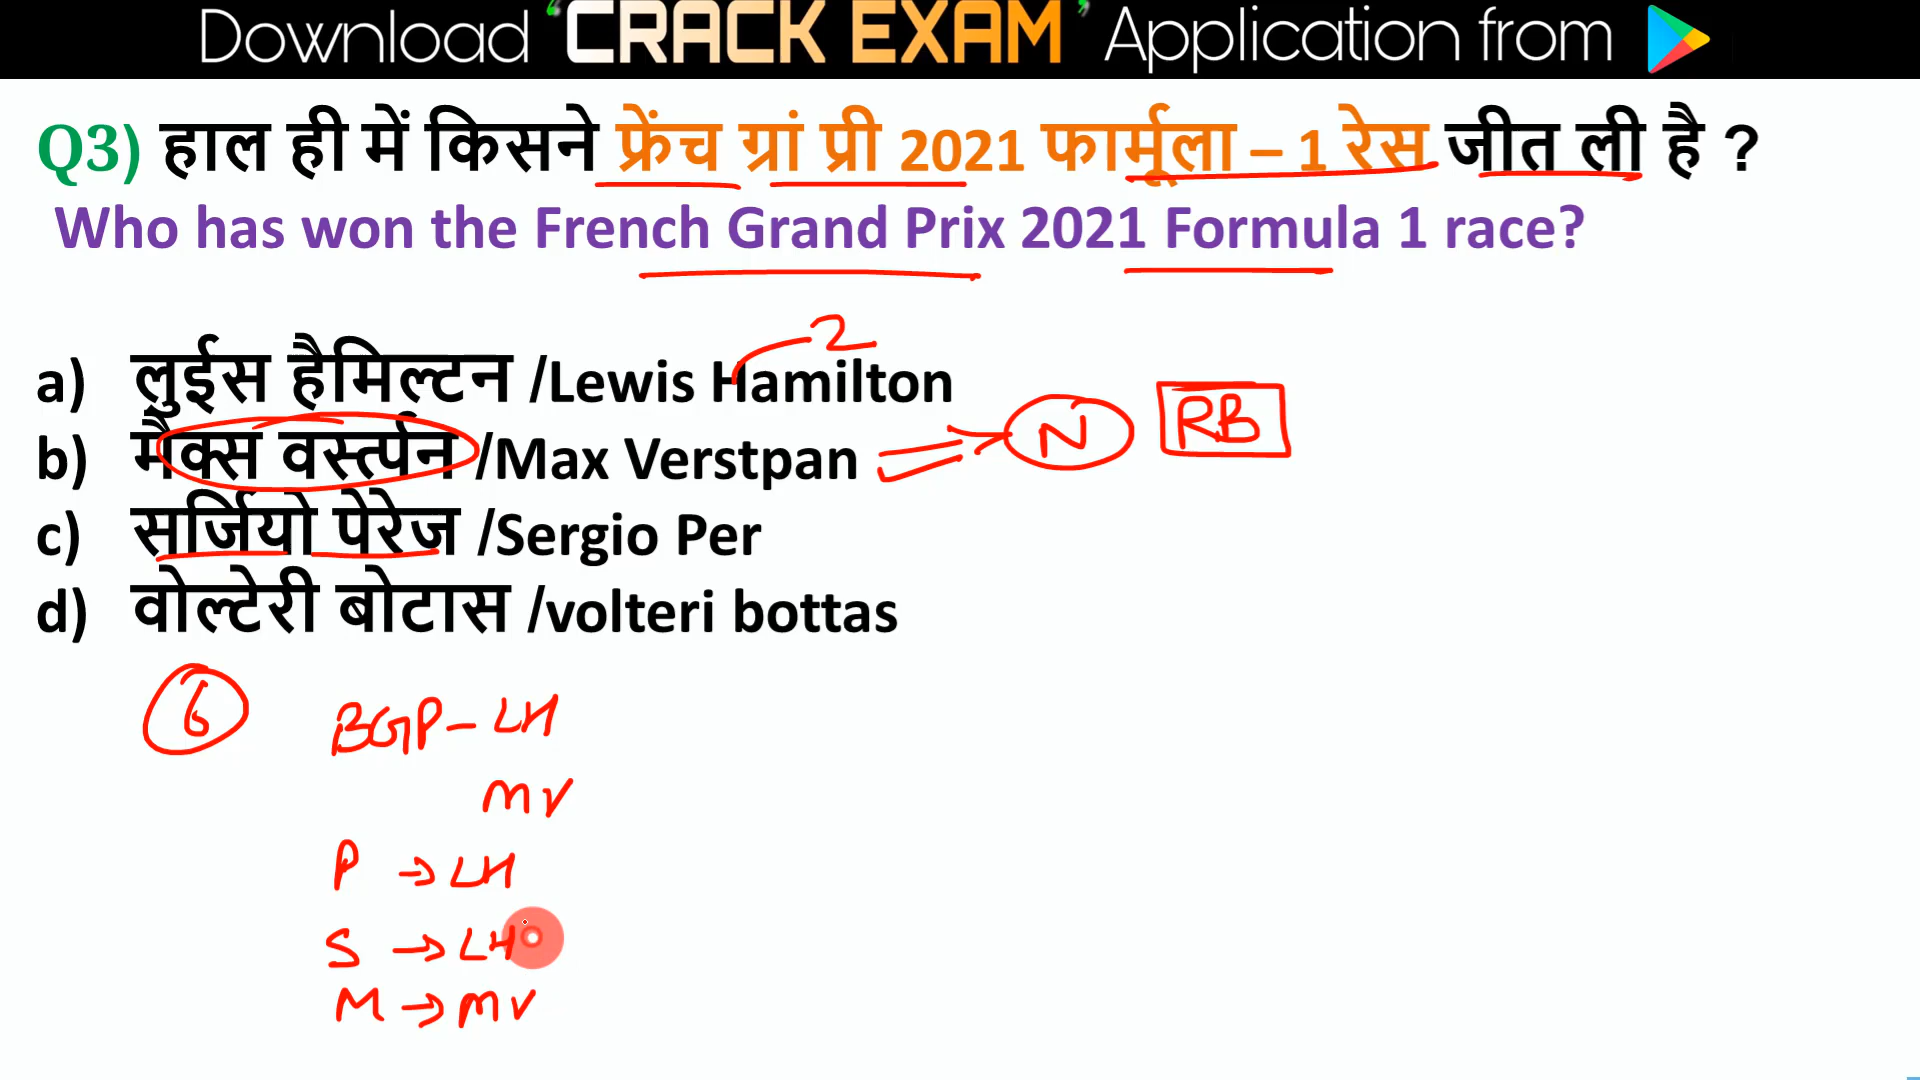 Download 'CRACK EXAM' Application from
Q3) हाल ही में किसने फ्रेंच ग्रां प्री 2021 फार्मूला – 1 रेस जीत ली है ?
Who has won the French Grand Prix 2021 Formula 1 race?
2
a) लुईस हैमिल्टन /Lewis Hamilton
b) मैक्स वर्स्त्पन /Max Verstpan N RB
c) सर्जियो पेरेज /Sergio Per
d) वोल्टेरी बोटास /volteri bottas
6 BGP - LH
MV
P → LH
S → LH
M → MV